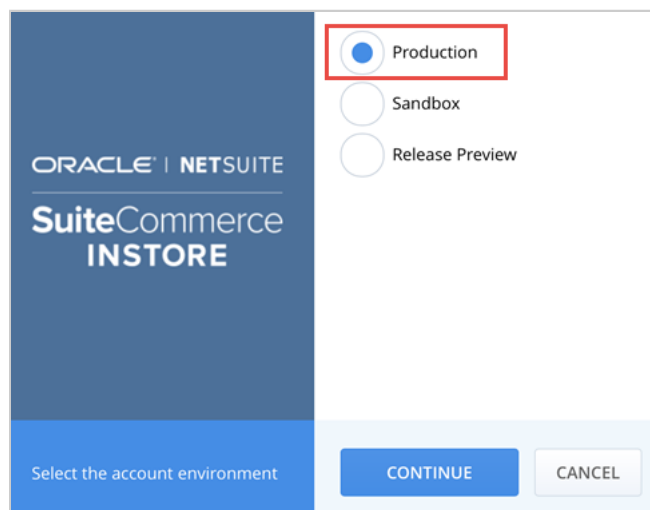 Production
Sandbox
Release Preview
ORACLE | NETSUITE
SuiteCommerce
INSTORE
Select the account environment
CONTINUE
CANCEL